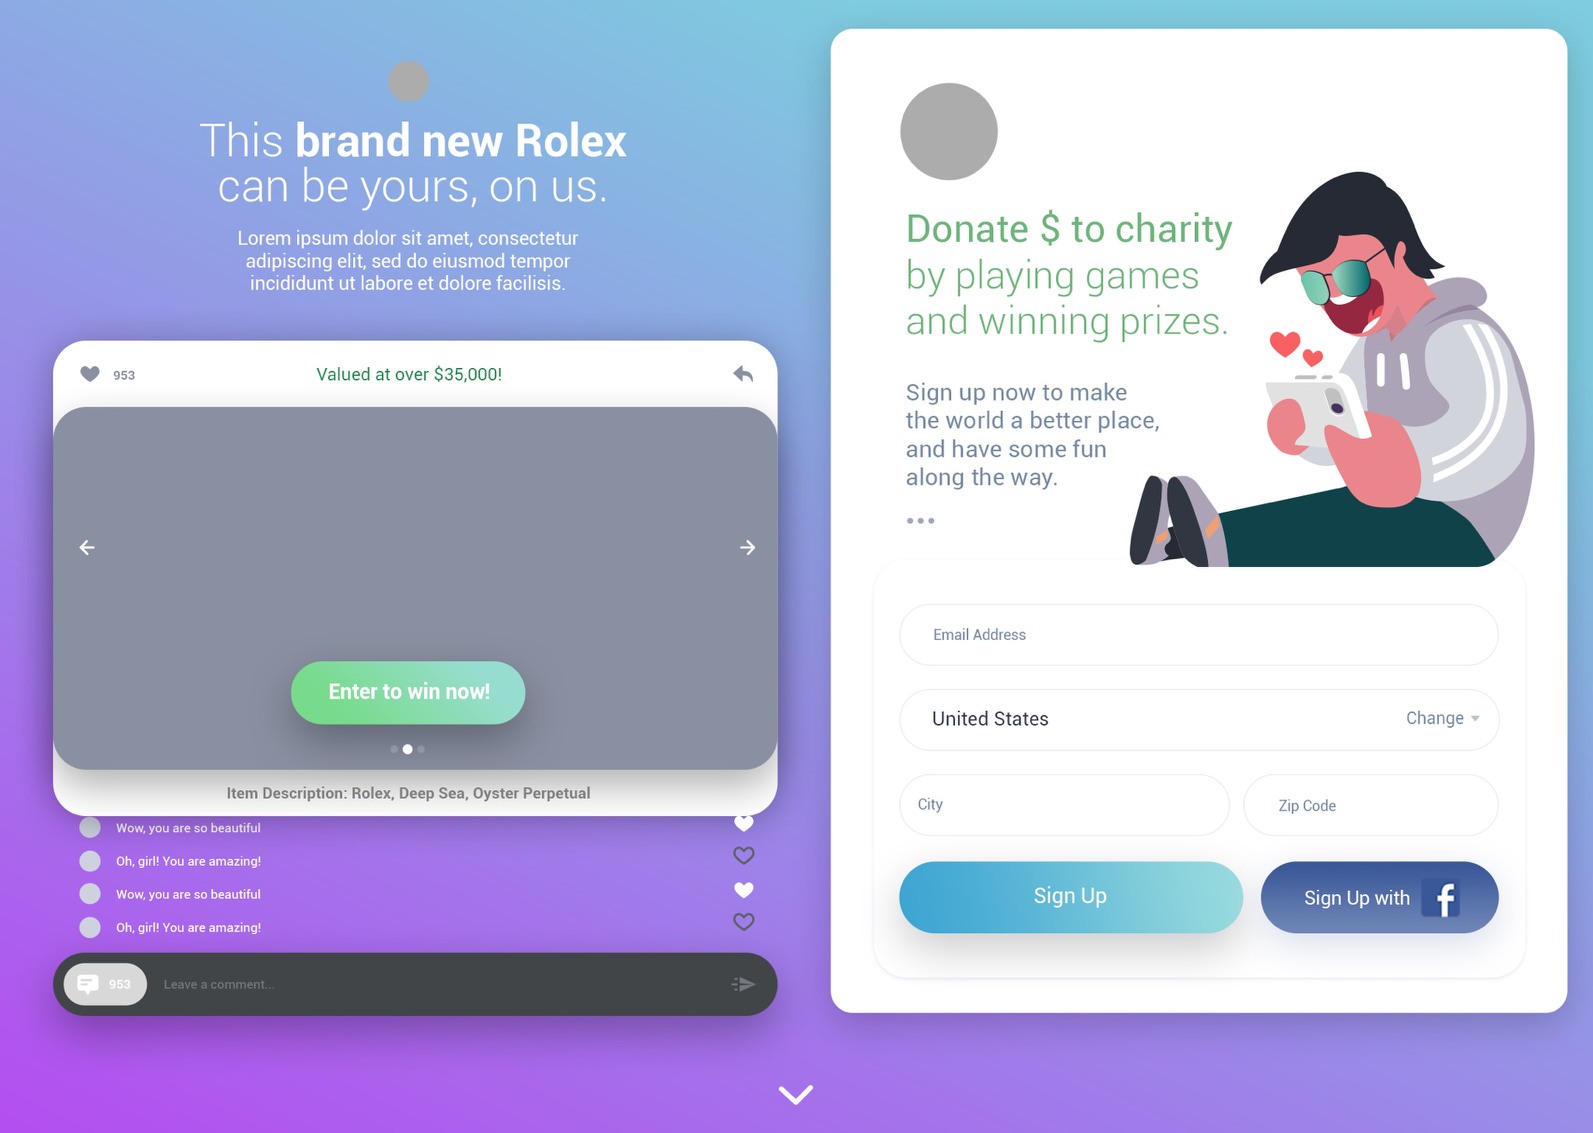 This brand new Rolex
can be yours, on us.
Lorem ipsum dolor sit amet, consectetur
adipiscing elit, sed do eiusmod tempor
incididunt ut labore et dolore facilisis.
953
Valued at over $35,000!
Enter to win now!
Item Description: Rolex, Deep Sea, Oyster Perpetual
Wow, you are so beautiful
Oh, girl! You are amazing!
Wow, you are so beautiful
Oh, girl! You are amazing!
953
Leave a comment...
Donate $ to charity
by playing games
and winning prizes.
Sign up now to make
the world a better place,
and have some fun
along the way.
Email Address
United States
Change
City
Zip Code
Sign Up
Sign Up with f